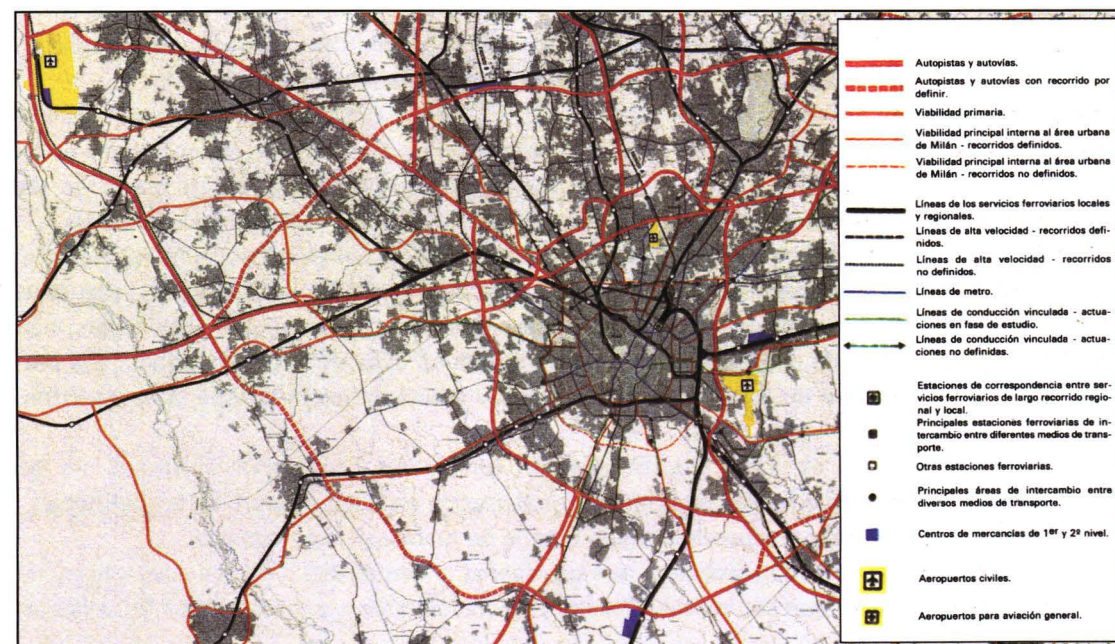 Autopistas y autovías.
Autopistas y autovías con recorrido por
definir.
Viabilidad primaria.
Viabilidad principal interna al área urbana
de Milán - recorridos definidos.
Viabilidad principal interna al área urbana
de Milán - recorridos no definidos.
Líneas de los servicios ferroviarios locales
y regionales.
Líneas de alta velocidad - recorridos defi-
nidos.
Líneas de alta velocidad - recorridos
no definidos.
Líneas de metro.
Líneas de conducción vinculada - actua-
ciones en fase de estudio.
Líneas de conducción vinculada - actua-
ciones no definidas.
Estaciones de correspondencia entre ser-
vicios ferroviarios de largo recorrido regio-
nal y local.
Principales estaciones ferroviarias de in-
tercambio entre diferentes medios de trans-
porte.
Otras estaciones ferroviarias.
Principales áreas de intercambio entre
diversos medios de transporte.
Centros de mercancías de 1er y 2º nivel.
Aeropuertos civiles.
Aeropuertos para aviación general.